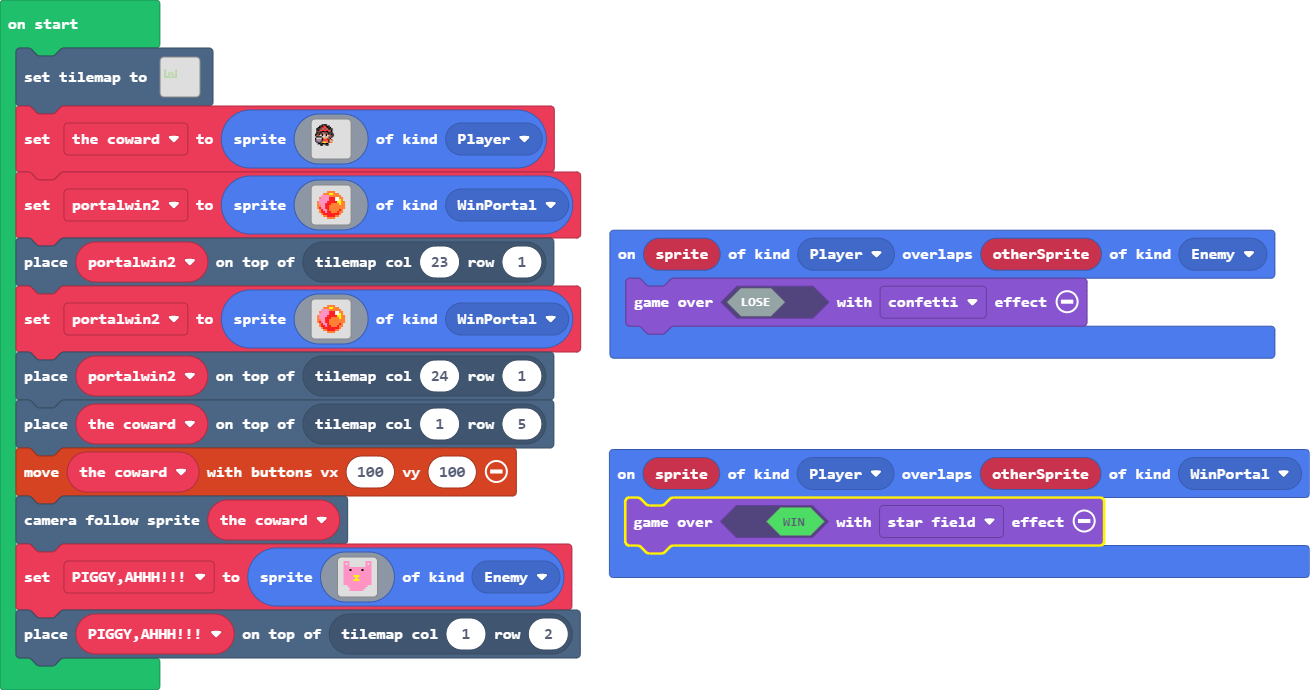 on start
set tilemap to
set the coward to sprite of kind Player
set portalwin2 to sprite of kind WinPortal
place portalwin2 on top of tilemap col 23 row 1
set portalwin2 to sprite of kind WinPortal
place portalwin2 on top of tilemap col 24 row 1
place the coward on top of tilemap col 1 row 5
move the coward with buttons vx 100 vy 100
camera follow sprite the coward
set PIGGY,AHHH!!! to sprite of kind Enemy
place PIGGY,AHHH!!! on top of tilemap col 1 row 2
on sprite of kind Player overlaps otherSprite of kind Enemy
game over LOSE with confetti effect
on sprite of kind Player overlaps otherSprite of kind WinPortal
game over WIN with star field effect